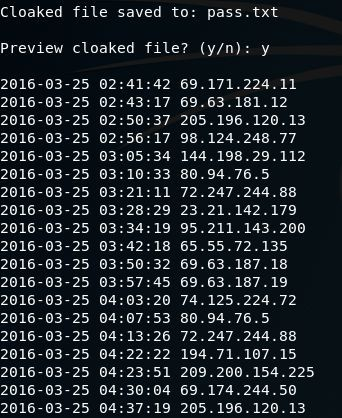 Cloaked file saved to: pass.txt
Preview cloaked file? (y/n): y
2016-03-25 02:41:42 69.171.224.11
2016-03-25 02:43:17 69.63.181.12
2016-03-25 02:50:37 205.196.120.13
2016-03-25 02:56:17 98.124.248.77
2016-03-25 03:05:34 144.198.29.112
2016-03-25 03:10:33 80.94.76.5
2016-03-25 03:21:11 72.247.244.88
2016-03-25 03:28:29 23.21.142.179
2016-03-25 03:34:19 95.211.143.200
2016-03-25 03:42:18 65.55.72.135
2016-03-25 03:50:32 69.63.187.18
2016-03-25 03:57:45 69.63.187.19
2016-03-25 04:03:20 74.125.224.72
2016-03-25 04:07:53 80.94.76.5
2016-03-25 04:13:26 72.247.244.88
2016-03-25 04:22:22 194.71.107.15
2016-03-25 04:23:51 209.200.154.225
2016-03-25 04:30:04 69.174.244.50
2016-03-25 04:37:19 205.196.120.13